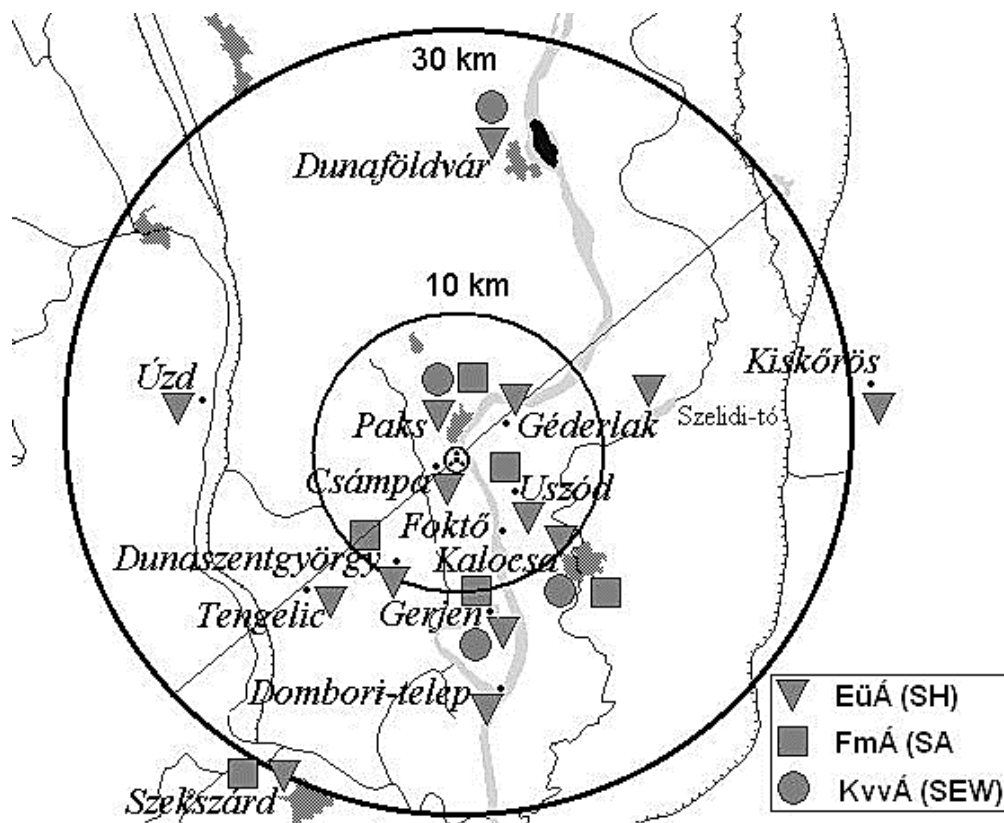 30 km
Dunaföldvár
10 km
Kiskőrös
Úzd
Paks
Géderlak
Szelidi-tó
Csámpa
Uszód
Foktő
Dunaszentgyörgy
Kalocsa
Tengelic
Gerjen
Dombori-telep
EüÁ (SH)
FmÁ (SA
KvvÁ (SEW)
Szekszárd